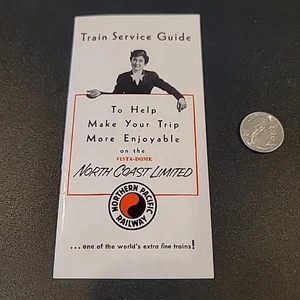 Train Service Guide
To Help
Make Your Trip
More Enjoyable
on the
VISTA-DOME
NORTH COAST LIMITED
NORTHERN PACIFIC
RAILWAY
...one of the world's extra fine trains!